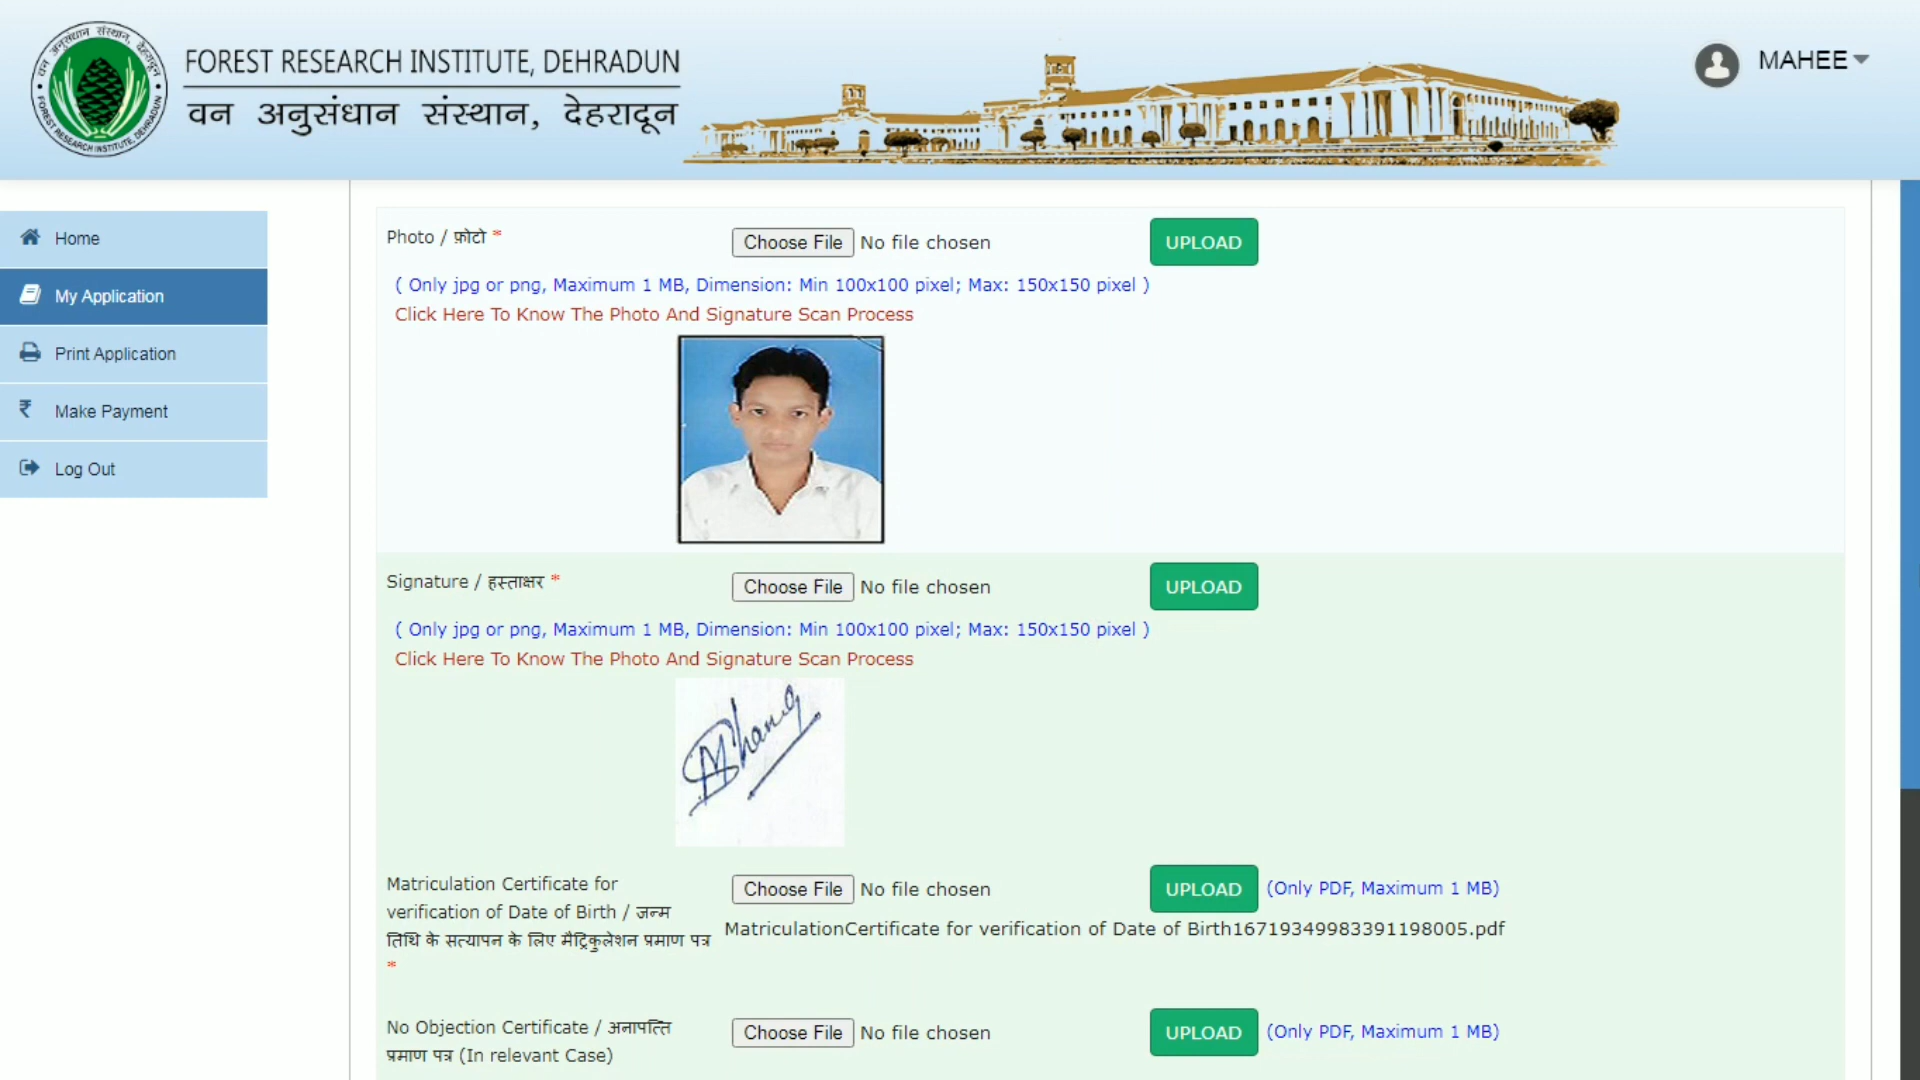 वन अनुसंधान संस्थान, देहरादून
FOREST RESEARCH INSTITUTE, DEHRADUN
FOREST RESEARCH INSTITUTE, DEHRADUN
वन अनुसंधान संस्थान, देहरादून
MAHEE
Home
My Application
Print Application
₹ Make Payment
Log Out
Photo / फ़ोटो * Choose File No file chosen UPLOAD
( Only jpg or png, Maximum 1 MB, Dimension: Min 100x100 pixel; Max: 150x150 pixel )
Click Here To Know The Photo And Signature Scan Process
Signature / हस्ताक्षर * Choose File No file chosen UPLOAD
( Only jpg or png, Maximum 1 MB, Dimension: Min 100x100 pixel; Max: 150x150 pixel )
Click Here To Know The Photo And Signature Scan Process
Matriculation Certificate for
verification of Date of Birth / जन्म
तिथि के सत्यापन के लिए मैट्रिकुलेशन प्रमाण पत्र
*
Choose File No file chosen UPLOAD (Only PDF, Maximum 1 MB)
MatriculationCertificate for verification of Date of Birth16719349983391198005.pdf
No Objection Certificate / अनापत्ति
प्रमाण पत्र (In relevant Case)
Choose File No file chosen UPLOAD (Only PDF, Maximum 1 MB)